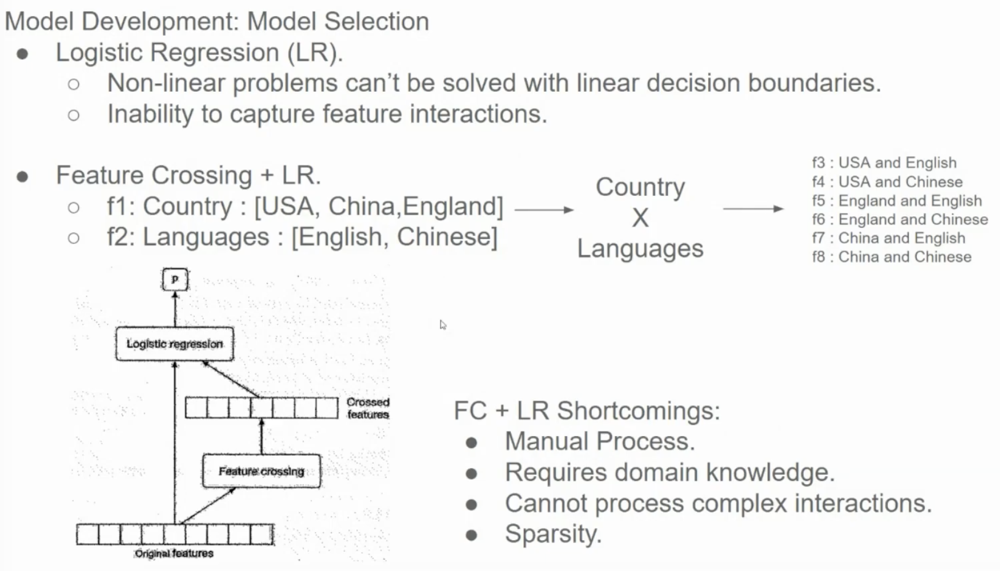 Model Development: Model Selection
● Logistic Regression (LR).
○ Non-linear problems can’t be solved with linear decision boundaries.
○ Inability to capture feature interactions.
● Feature Crossing + LR.
○ f1: Country : [USA, China,England]
○ f2: Languages : [English, Chinese]
Country
X
Languages
f3 : USA and English
f4 : USA and Chinese
f5 : England and English
f6 : England and Chinese
f7 : China and English
f8 : China and Chinese
P
Logistic regression
Crossed
features
Feature crossing
Original features
FC + LR Shortcomings:
● Manual Process.
● Requires domain knowledge.
● Cannot process complex interactions.
● Sparsity.